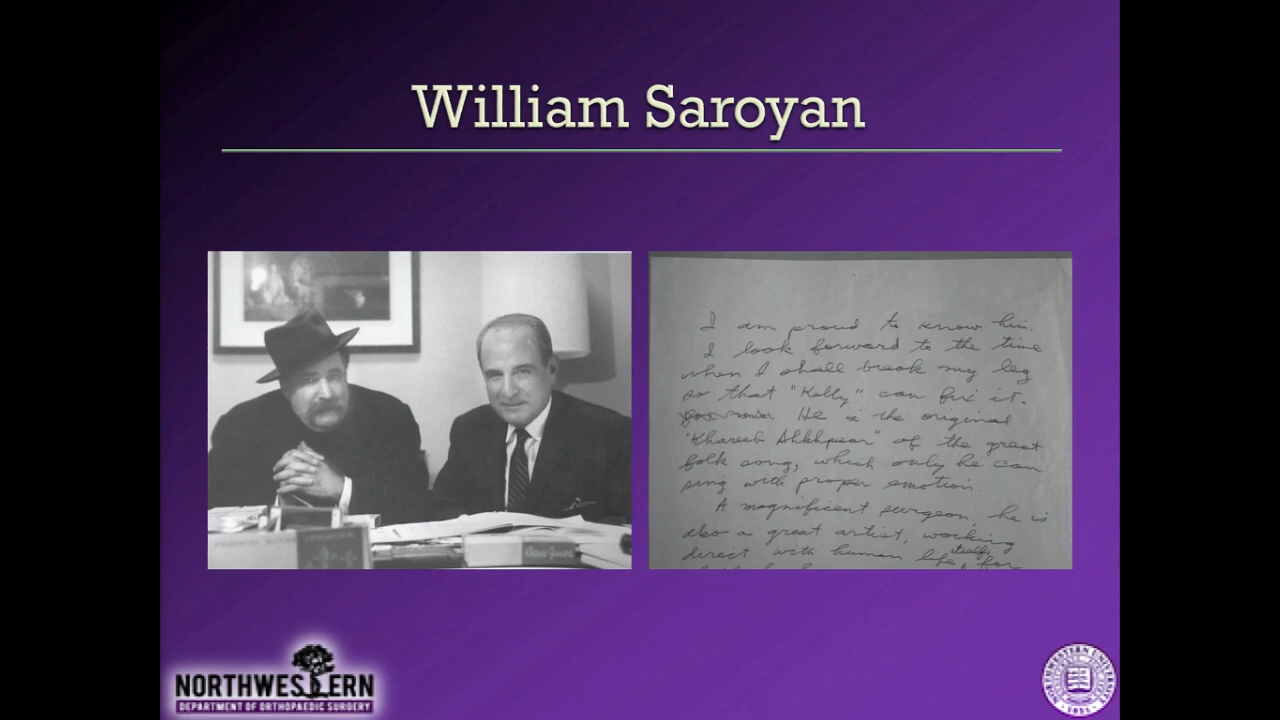 William Saroyan
I am proud to know him.
I look forward to the time
when I shall break my leg
so that "Kelly" can fix it.
He is the original
"Khareeb Akhpear" of the great
folk song, which only he can
sing with proper emotion.
A magnificent surgeon, he is
also a great artist, working
direct with human life itself, for
NORTHWESTERN
DEPARTMENT OF ORTHOPAEDIC SURGERY
NORTHWESTERN UNIVERSITY
1851